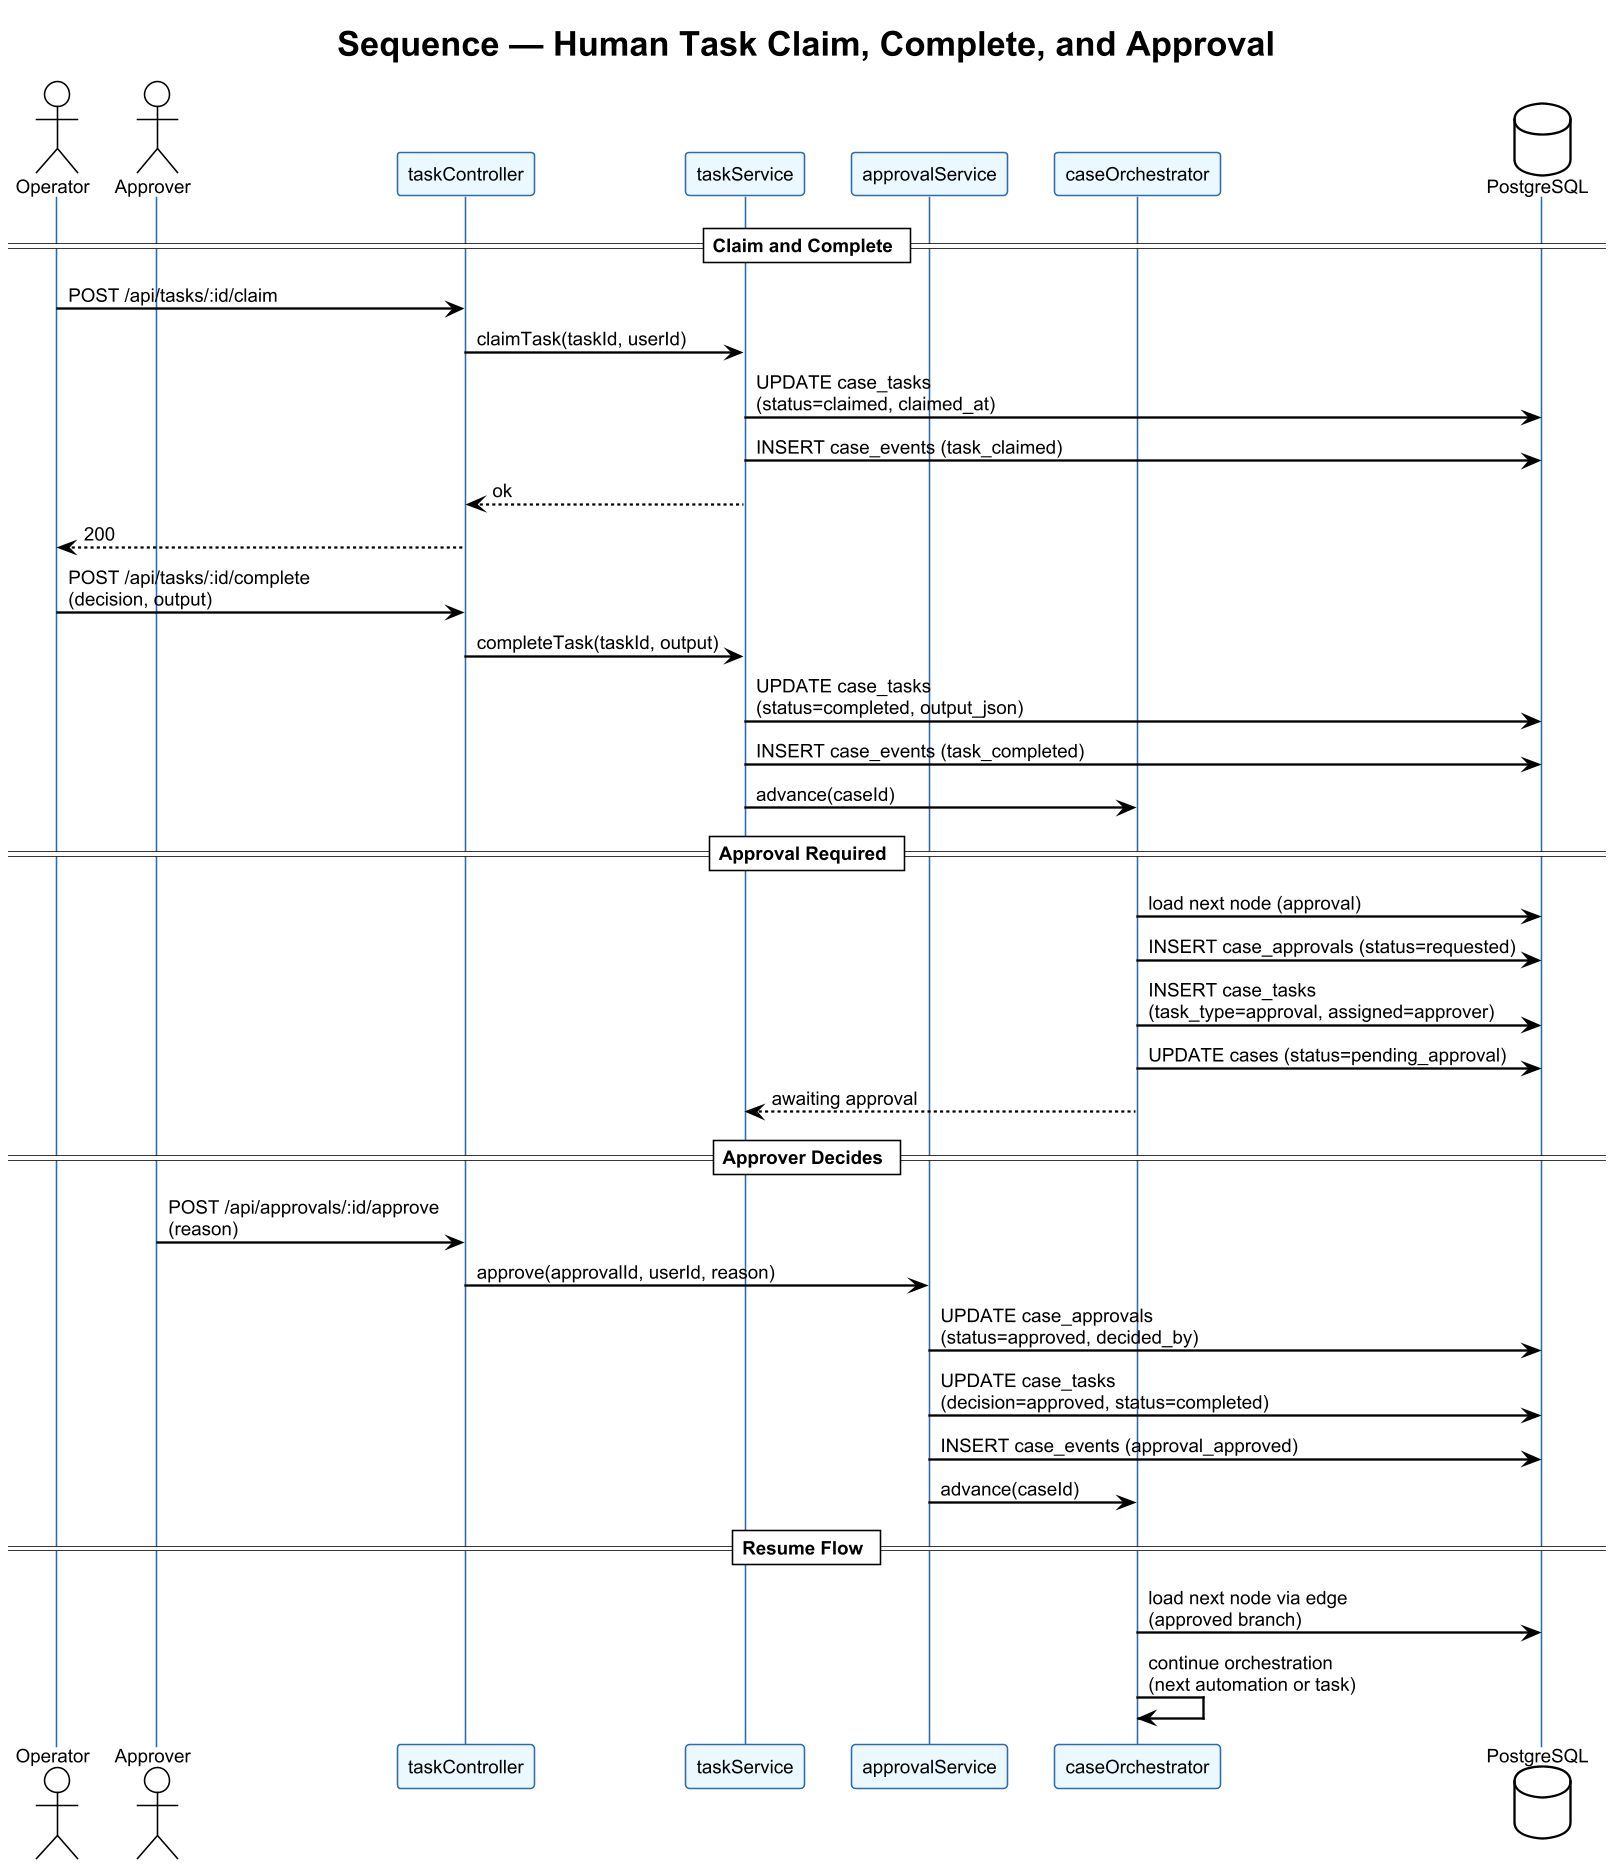 Sequence — Human Task Claim, Complete, and Approval
Operator
Approver
taskController
taskService
approvalService
caseOrchestrator
PostgreSQL
Claim and Complete
POST /api/tasks/:id/claim
claimTask(taskId, userId)
UPDATE case_tasks
(status=claimed, claimed_at)
INSERT case_events (task_claimed)
ok
200
POST /api/tasks/:id/complete
(decision, output)
completeTask(taskId, output)
UPDATE case_tasks
(status=completed, output_json)
INSERT case_events (task_completed)
advance(caseId)
Approval Required
load next node (approval)
INSERT case_approvals (status=requested)
INSERT case_tasks
(task_type=approval, assigned=approver)
UPDATE cases (status=pending_approval)
awaiting approval
Approver Decides
POST /api/approvals/:id/approve
(reason)
approve(approvalId, userId, reason)
UPDATE case_approvals
(status=approved, decided_by)
UPDATE case_tasks
(decision=approved, status=completed)
INSERT case_events (approval_approved)
advance(caseId)
Resume Flow
load next node via edge
(approved branch)
continue orchestration
(next automation or task)
Operator
Approver
taskController
taskService
approvalService
caseOrchestrator
PostgreSQL